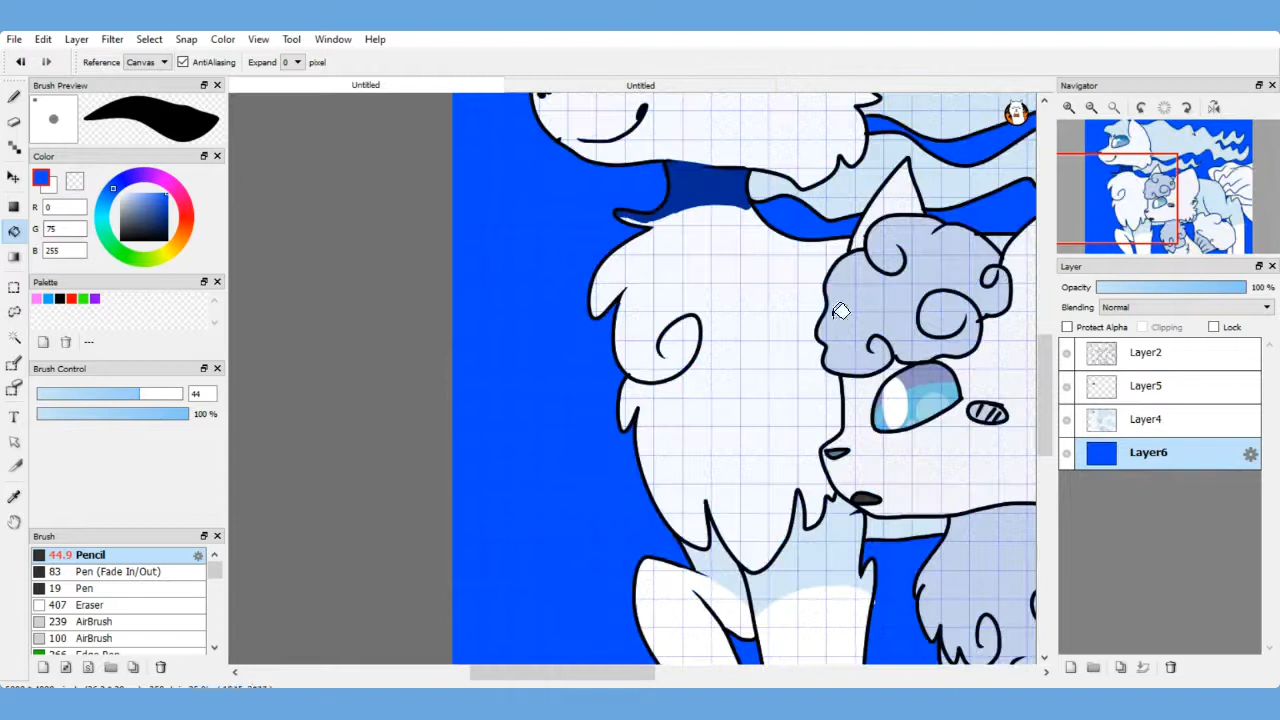 File Edit Layer Filter Select Snap Color View Tool Window Help
Reference Canvas AntiAliasing Expand 0 pixel
Brush Preview
Untitled
Untitled
Navigator
Color
R 0
G 75
B 255
Palette
---
Brush Control
44
100 %
Brush
44.9 Pencil
83 Pen (Fade In/Out)
19 Pen
407 Eraser
239 AirBrush
100 AirBrush
Layer
Opacity 100 %
Blending Normal
Protect Alpha Clipping Lock
Layer2
Layer5
Layer4
Layer6